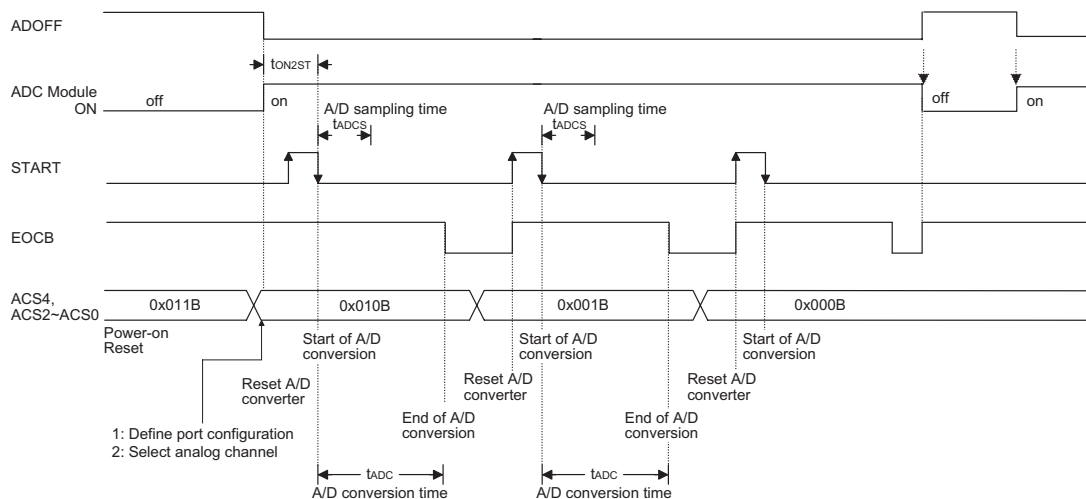 ADOFF
tON2ST
ADC Module
ON
off
on
off
on
A/D sampling time
tADCS
A/D sampling time
tADCS
START
EOCB
ACS4,
ACS2~ACS0
0x011B
0x010B
0x001B
0x000B
Power-on
Reset
Start of A/D
conversion
Start of A/D
conversion
Start of A/D
conversion
Reset A/D
converter
Reset A/D
converter
Reset A/D
converter
End of A/D
conversion
End of A/D
conversion
1: Define port configuration
2: Select analog channel
tADC
A/D conversion time
tADC
A/D conversion time